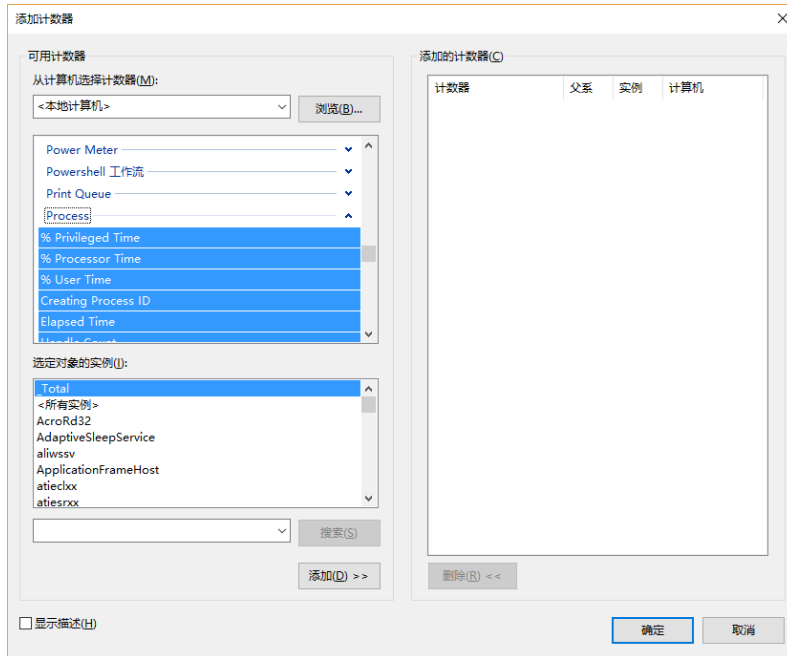 添加计数器
可用计数器
从计算机选择计数器(M):
<本地计算机>
浏览(B)...
Power Meter
Powershell 工作流
Print Queue
Process
% Privileged Time
% Processor Time
% User Time
Creating Process ID
Elapsed Time
Handle Count
选定对象的实例(I):
_Total
<所有实例>
AcroRd32
AdaptiveSleepService
aliwssv
ApplicationFrameHost
atieclxx
atiesrxx
搜索(S)
添加(D) >>
添加的计数器(C)
计数器 父系 实例 计算机
删除(R) <<
显示描述(H)
确定
取消